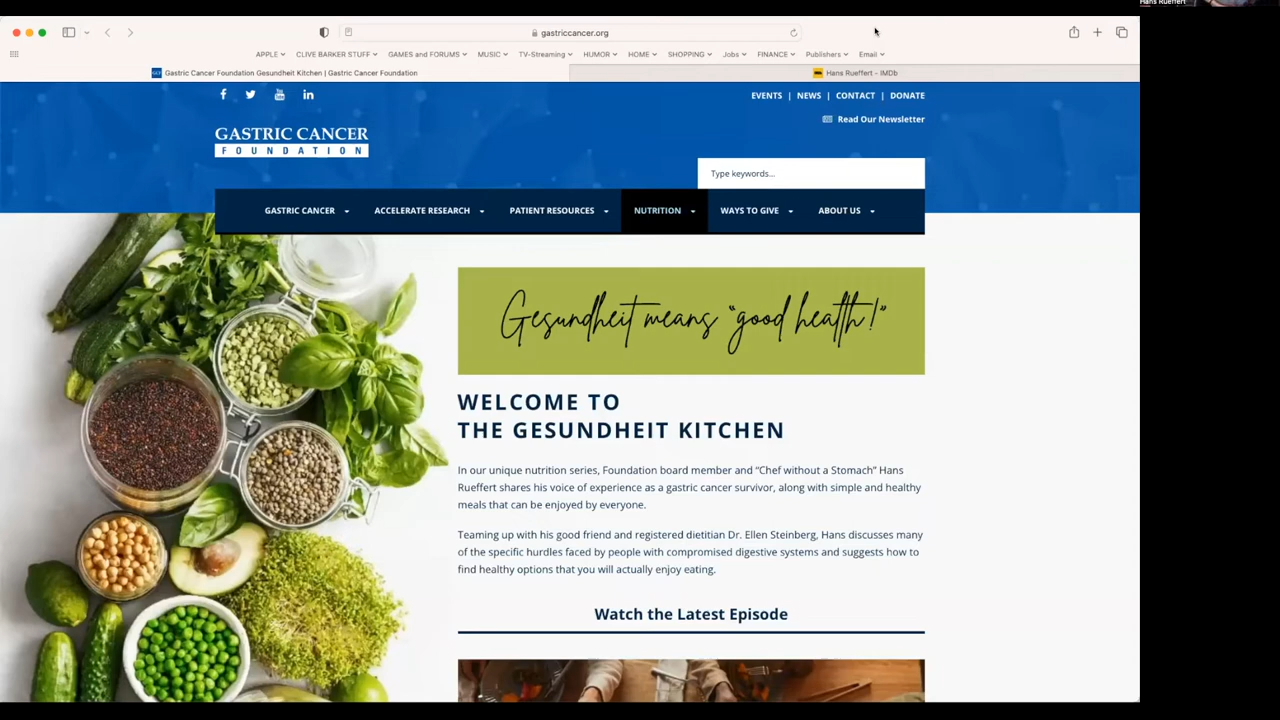 Hans Rueffert
gastriccancer.org
APPLE CLIVE BARKER STUFF GAMES and FORUMS MUSIC TV-Streaming HUMOR HOME SHOPPING Jobs FINANCE Publishers Email
GCF Gastric Cancer Foundation Gesundheit Kitchen | Gastric Cancer Foundation
Hans Rueffert - IMDb
EVENTS | NEWS | CONTACT | DONATE
Read Our Newsletter
GASTRIC CANCER
FOUNDATION
Type keywords...
GASTRIC CANCER ACCELERATE RESEARCH PATIENT RESOURCES NUTRITION WAYS TO GIVE ABOUT US
Gesundheit means "good health!"
WELCOME TO
THE GESUNDHEIT KITCHEN
In our unique nutrition series, Foundation board member and “Chef without a Stomach” Hans
Rueffert shares his voice of experience as a gastric cancer survivor, along with simple and healthy
meals that can be enjoyed by everyone.
Teaming up with his good friend and registered dietitian Dr. Ellen Steinberg, Hans discusses many
of the specific hurdles faced by people with compromised digestive systems and suggests how to
find healthy options that you will actually enjoy eating.
Watch the Latest Episode